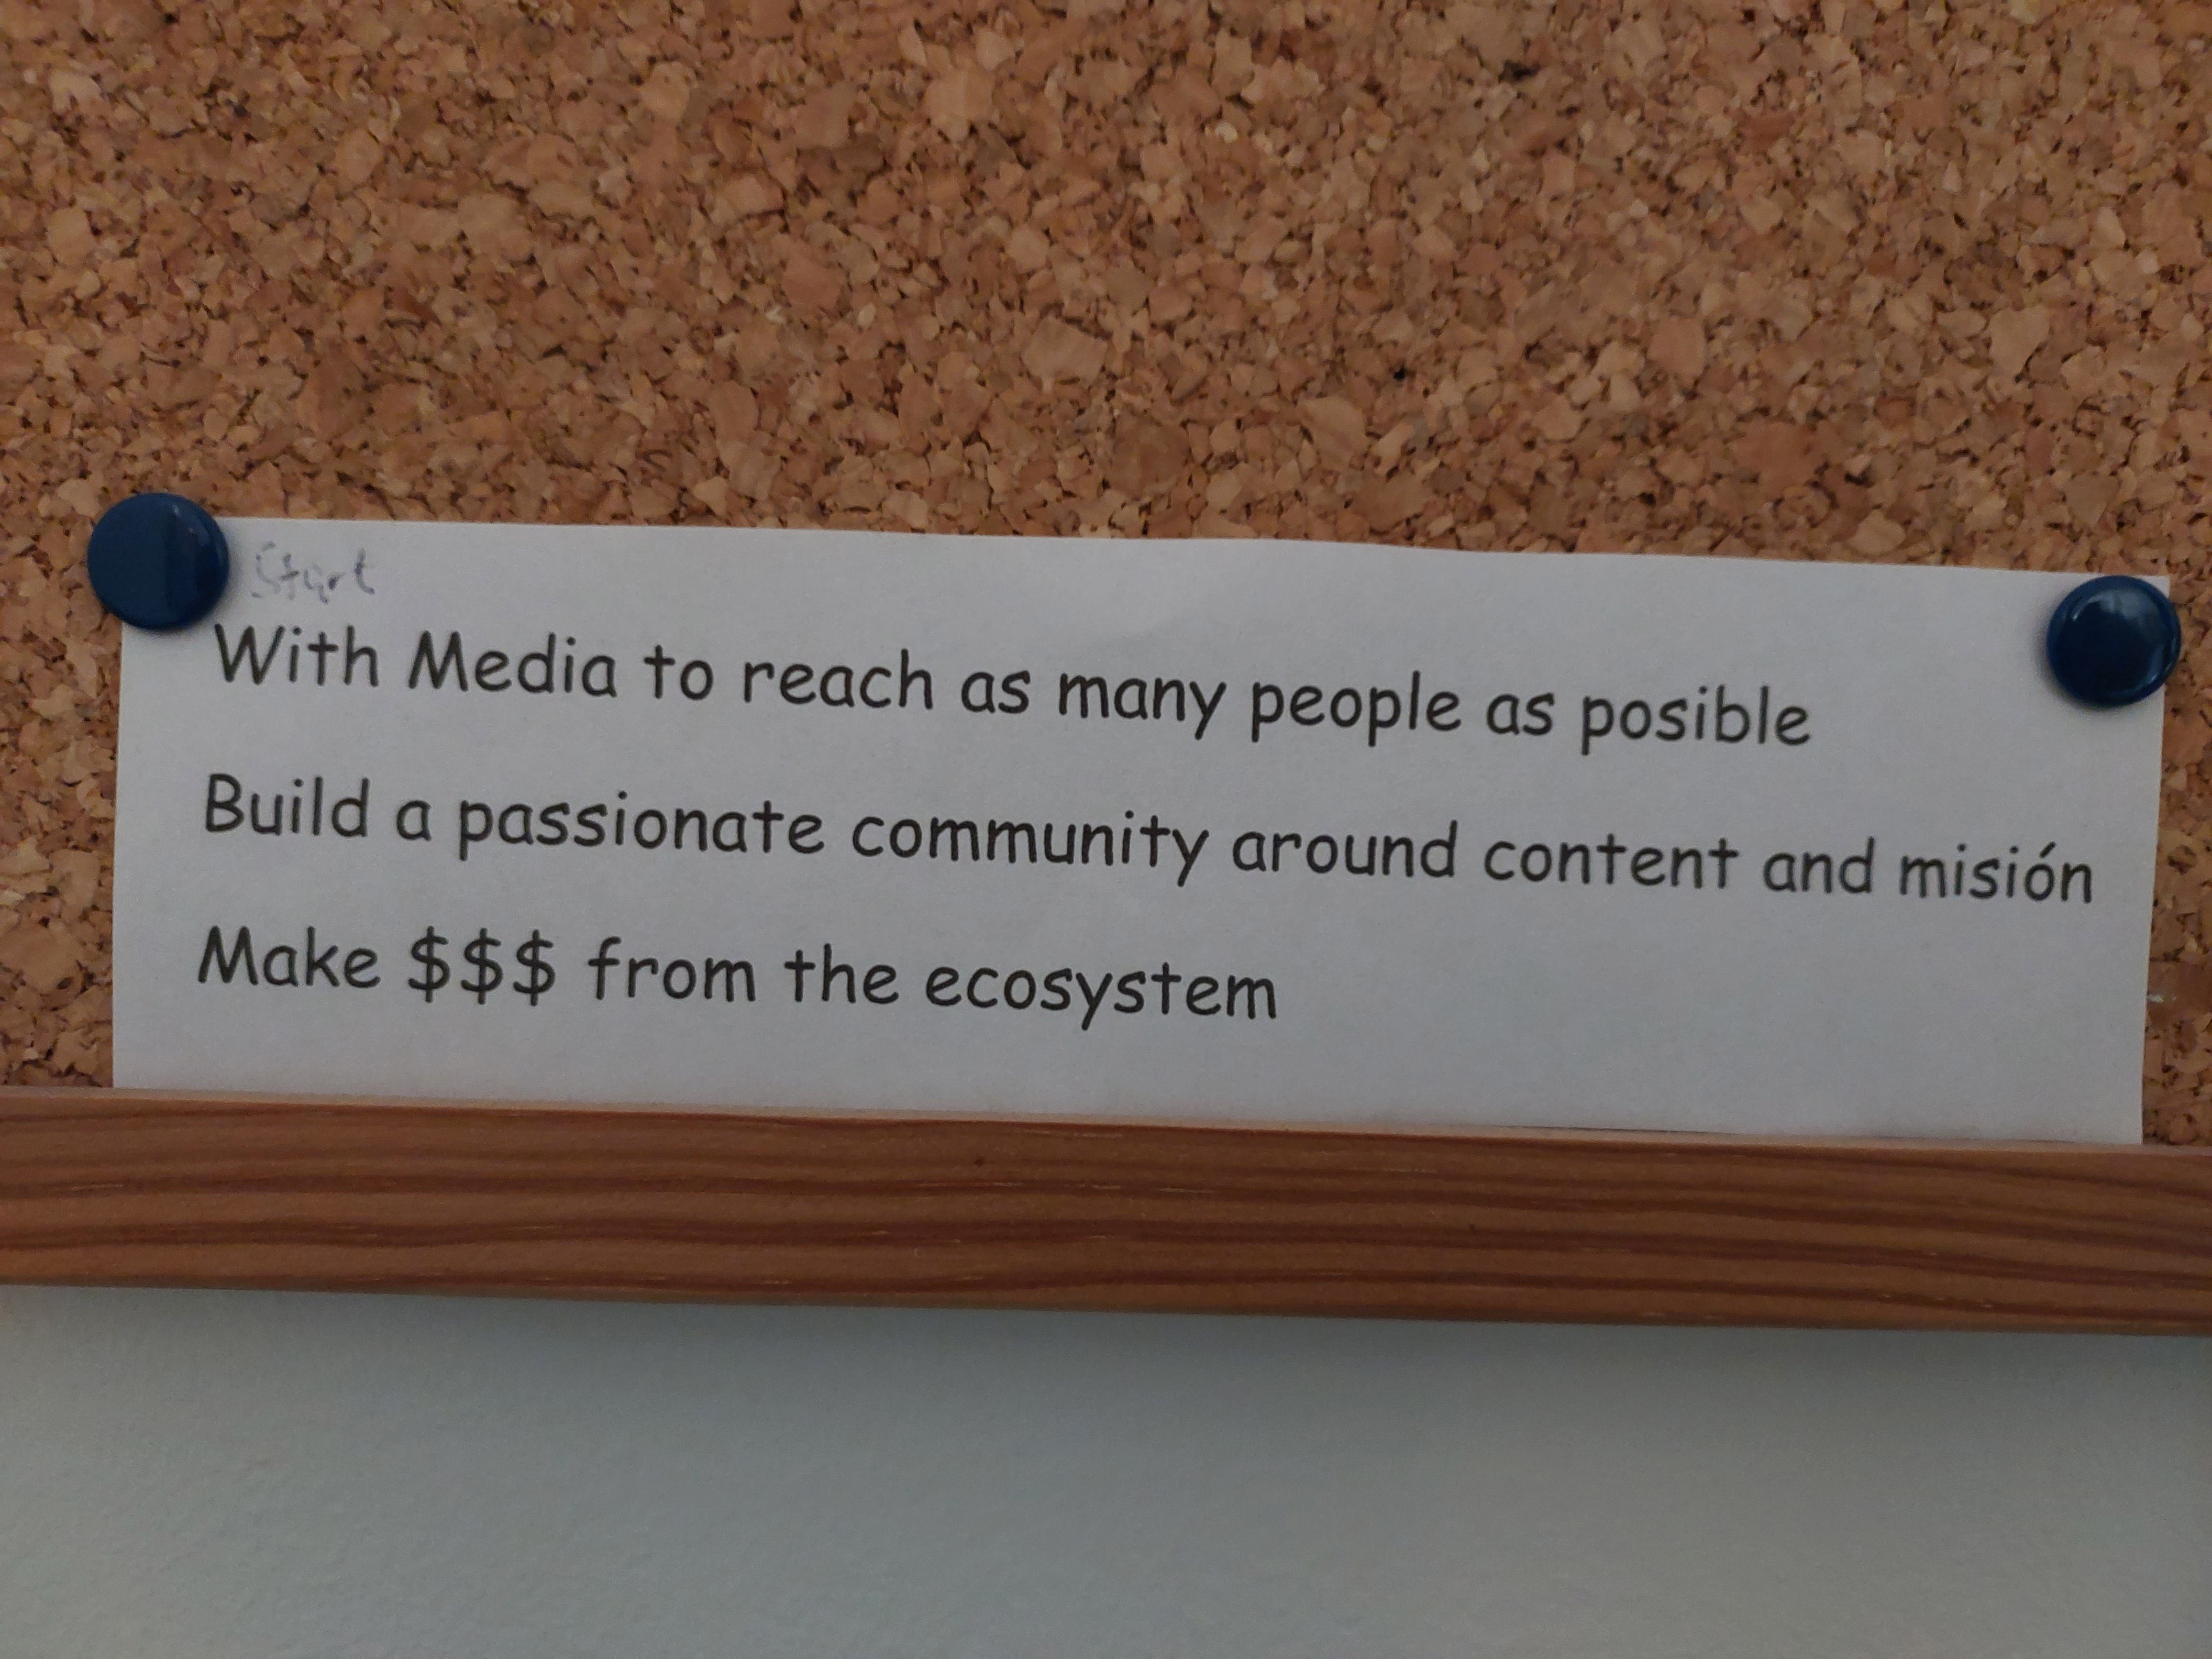 Start
With Media to reach as many people as posible
Build a passionate community around content and misión
Make $$$ from the ecosystem